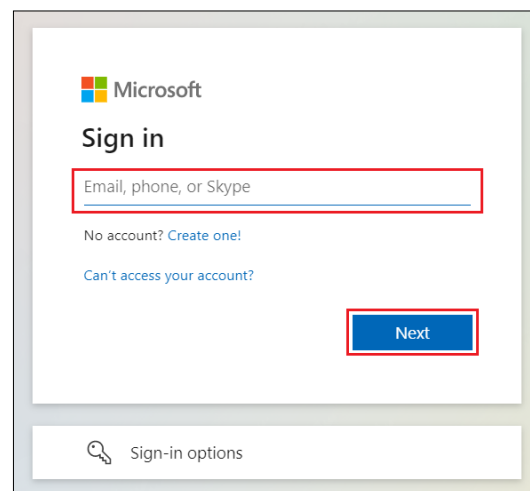 Microsoft
Sign in
Email, phone, or Skype
No account? Create one!
Can't access your account?
Next
Sign-in options